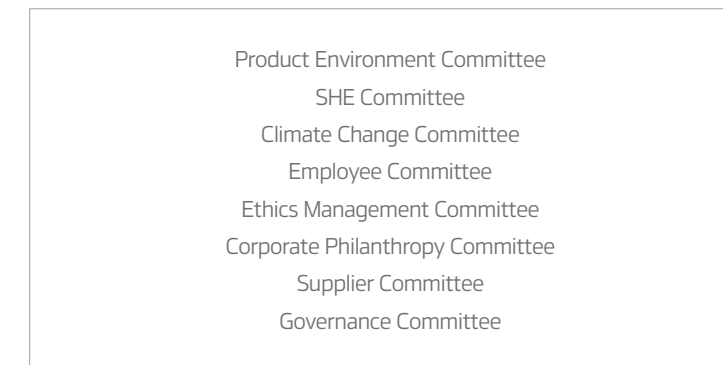 Product Environment Committee
SHE Committee
Climate Change Committee
Employee Committee
Ethics Management Committee
Corporate Philanthropy Committee
Supplier Committee
Governance Committee